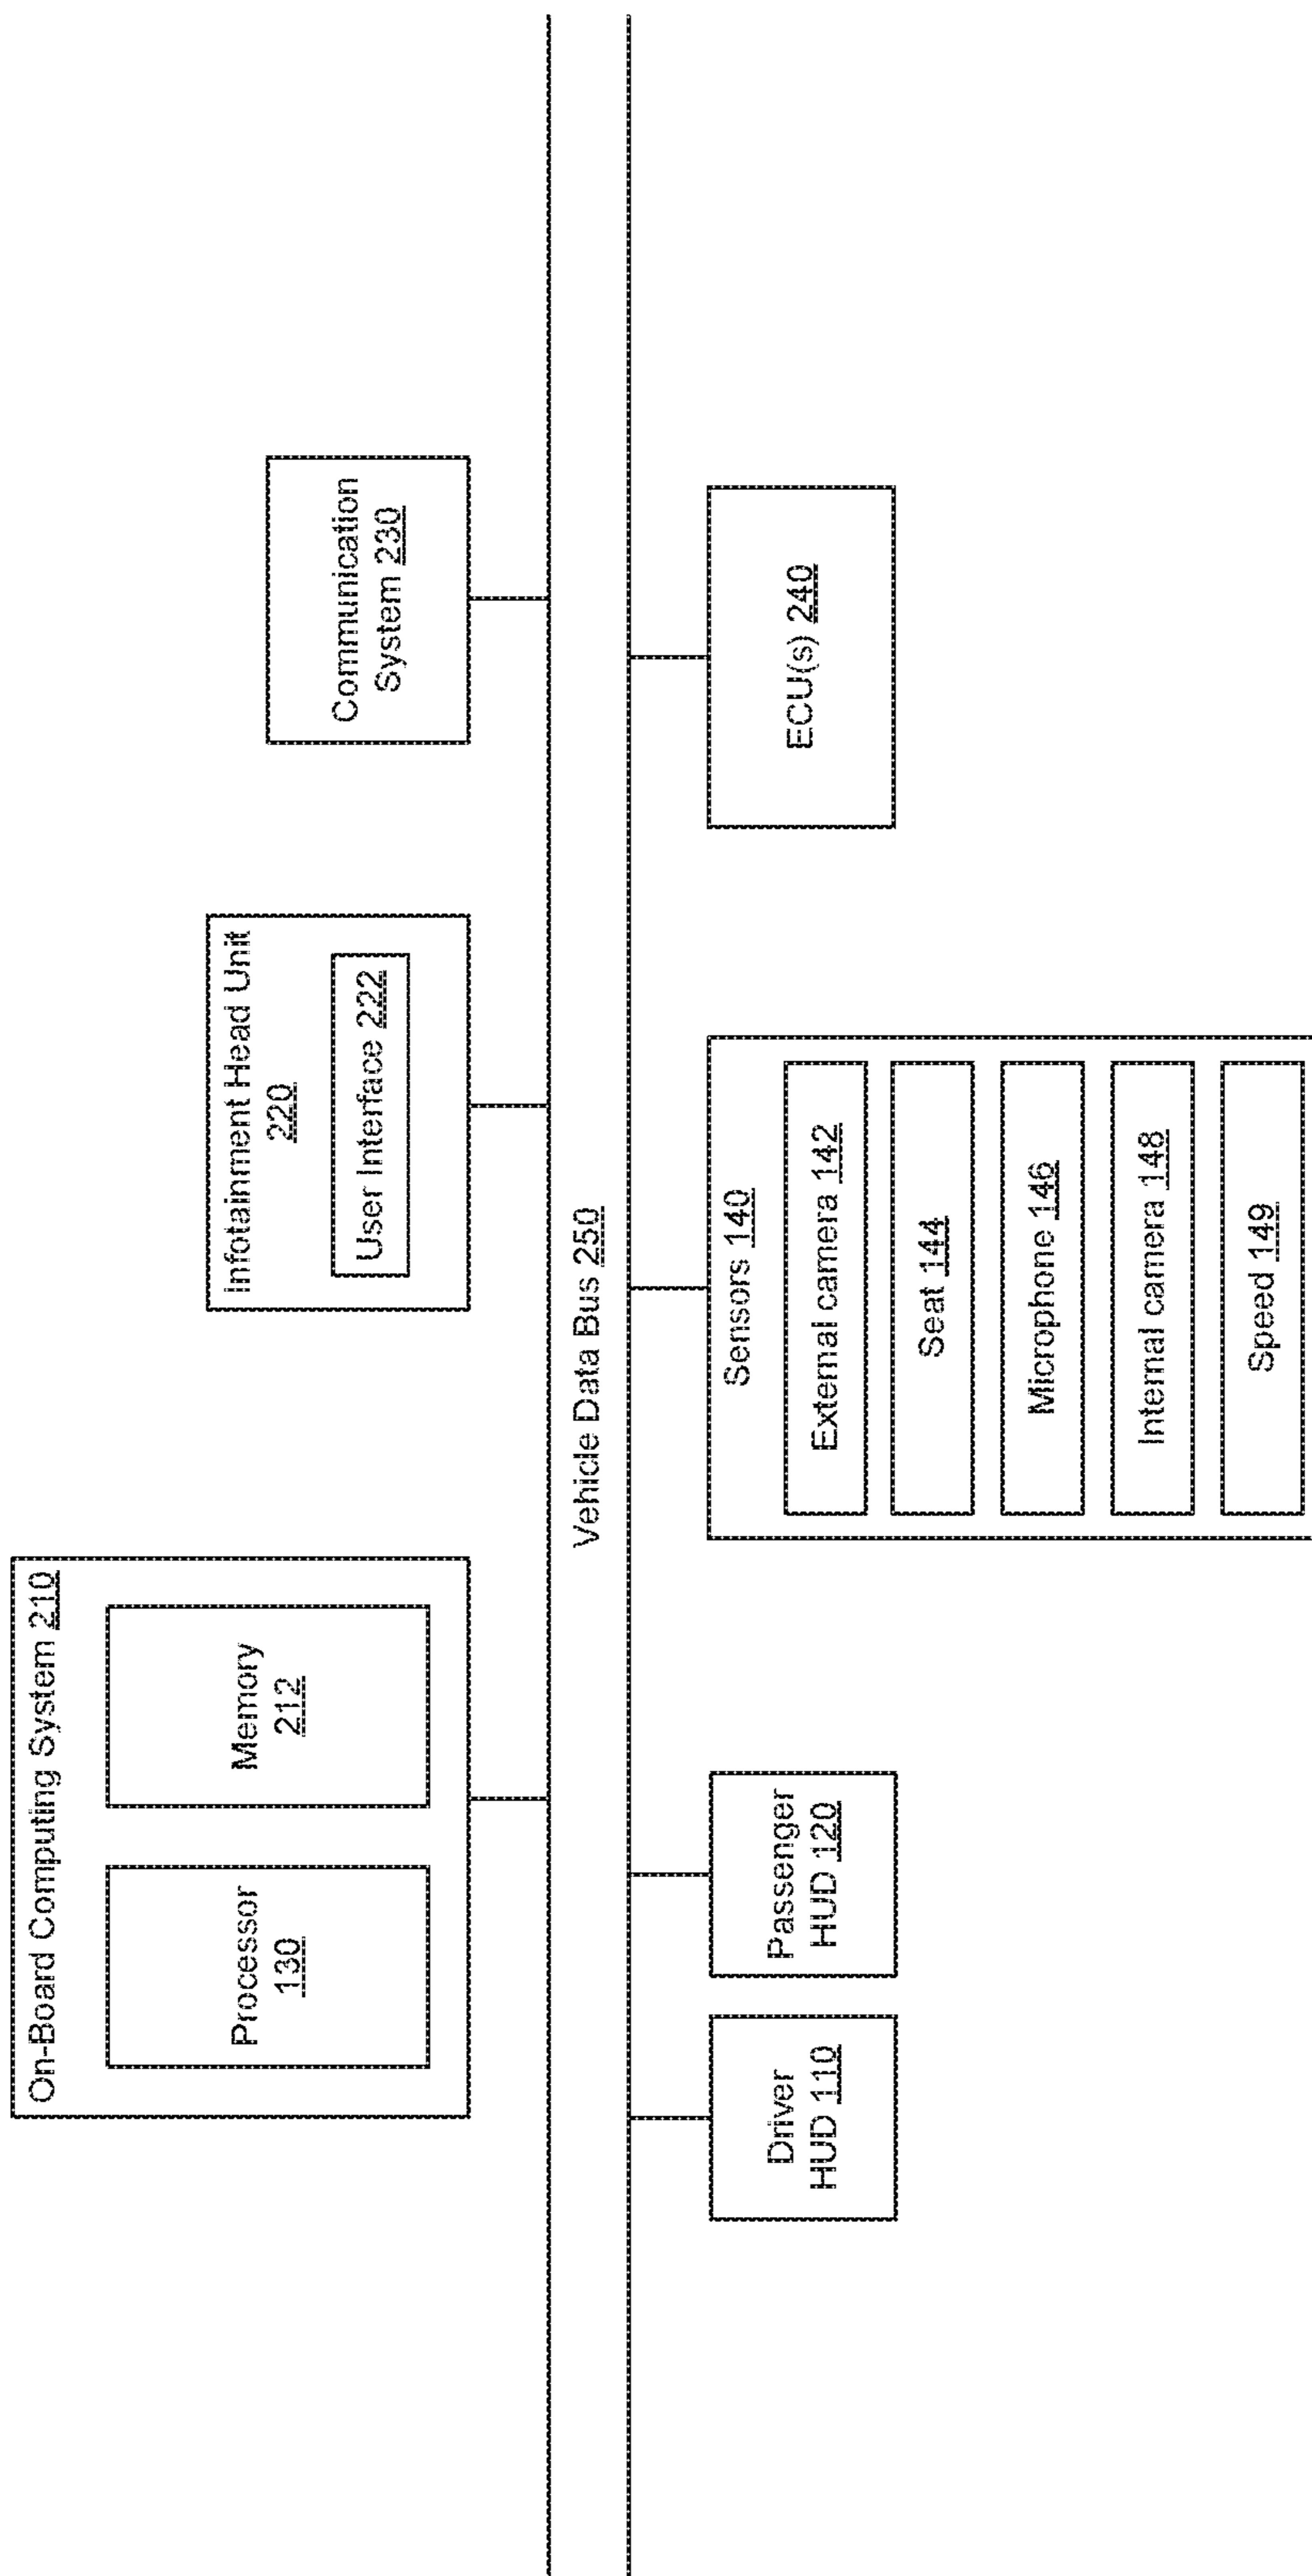 On-Board Computing System 210
Processor
130
Memory
212
Infotainment Head Unit
220
User Interface 222
Communication
System 230
Vehicle Data Bus 250
Driver
HUD 110
Passenger
HUD 120
Sensors 140
External camera 142
Seat 144
Microphone 146
Internal camera 148
Speed 149
ECU(s) 240